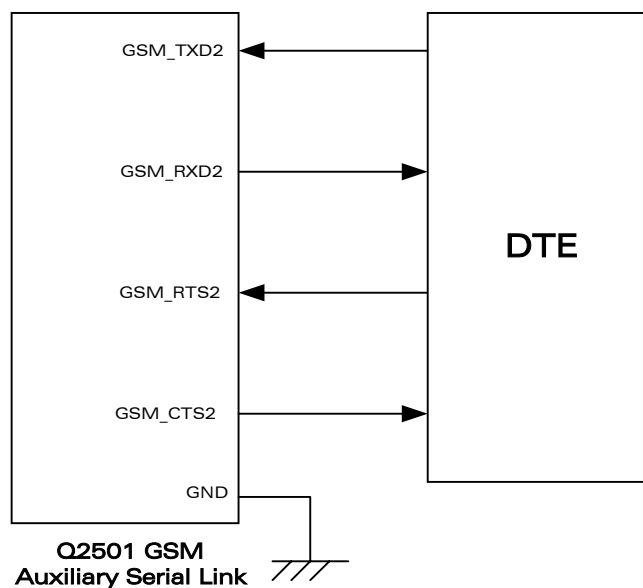 GSM_TXD2
GSM_RXD2
DTE
GSM_RTS2
GSM_CTS2
GND
Q2501 GSM
Auxiliary Serial Link